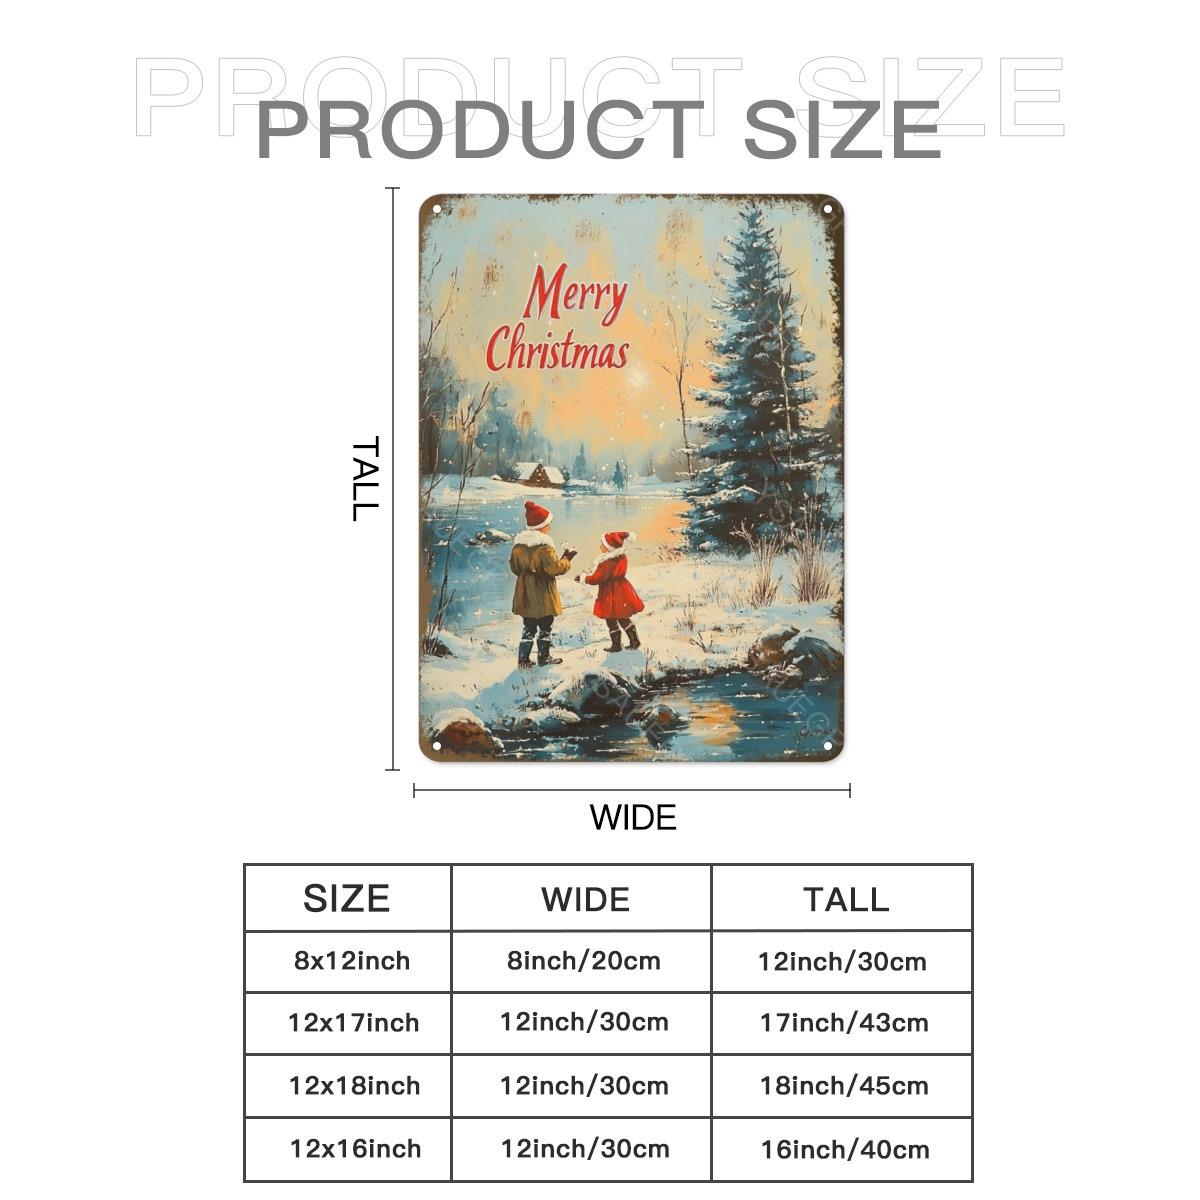 PRODUCT SIZE
PRODUCT SIZE
Merry
Christmas
TALL
WIDE
SIZE WIDE TALL
8x12inch 8inch/20cm 12inch/30cm
12x17inch 12inch/30cm 17inch/43cm
12x18inch 12inch/30cm 18inch/45cm
12x16inch 12inch/30cm 16inch/40cm